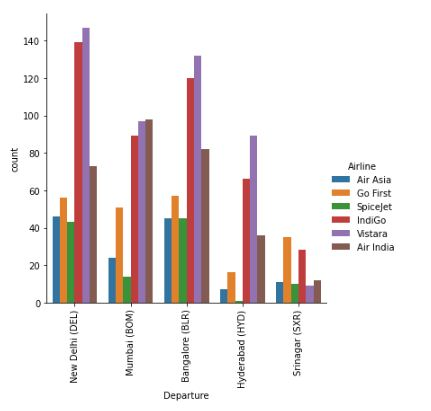 140
120
100
80
60
40
20
0
count
New Delhi (DEL)
Mumbai (BOM)
Bangalore (BLR)
Hyderabad (HYD)
Srinagar (SXR)
Departure
Airline
Air Asia
Go First
SpiceJet
IndiGo
Vistara
Air India